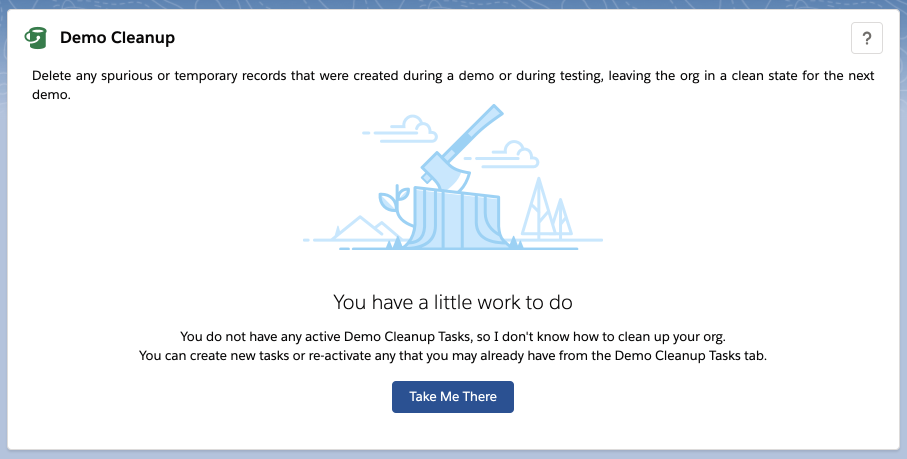 Demo Cleanup
?
Delete any spurious or temporary records that were created during a demo or during testing, leaving the org in a clean state for the next
demo.
You have a little work to do
You do not have any active Demo Cleanup Tasks, so I don't know how to clean up your org.
You can create new tasks or re-activate any that you may already have from the Demo Cleanup Tasks tab.
Take Me There